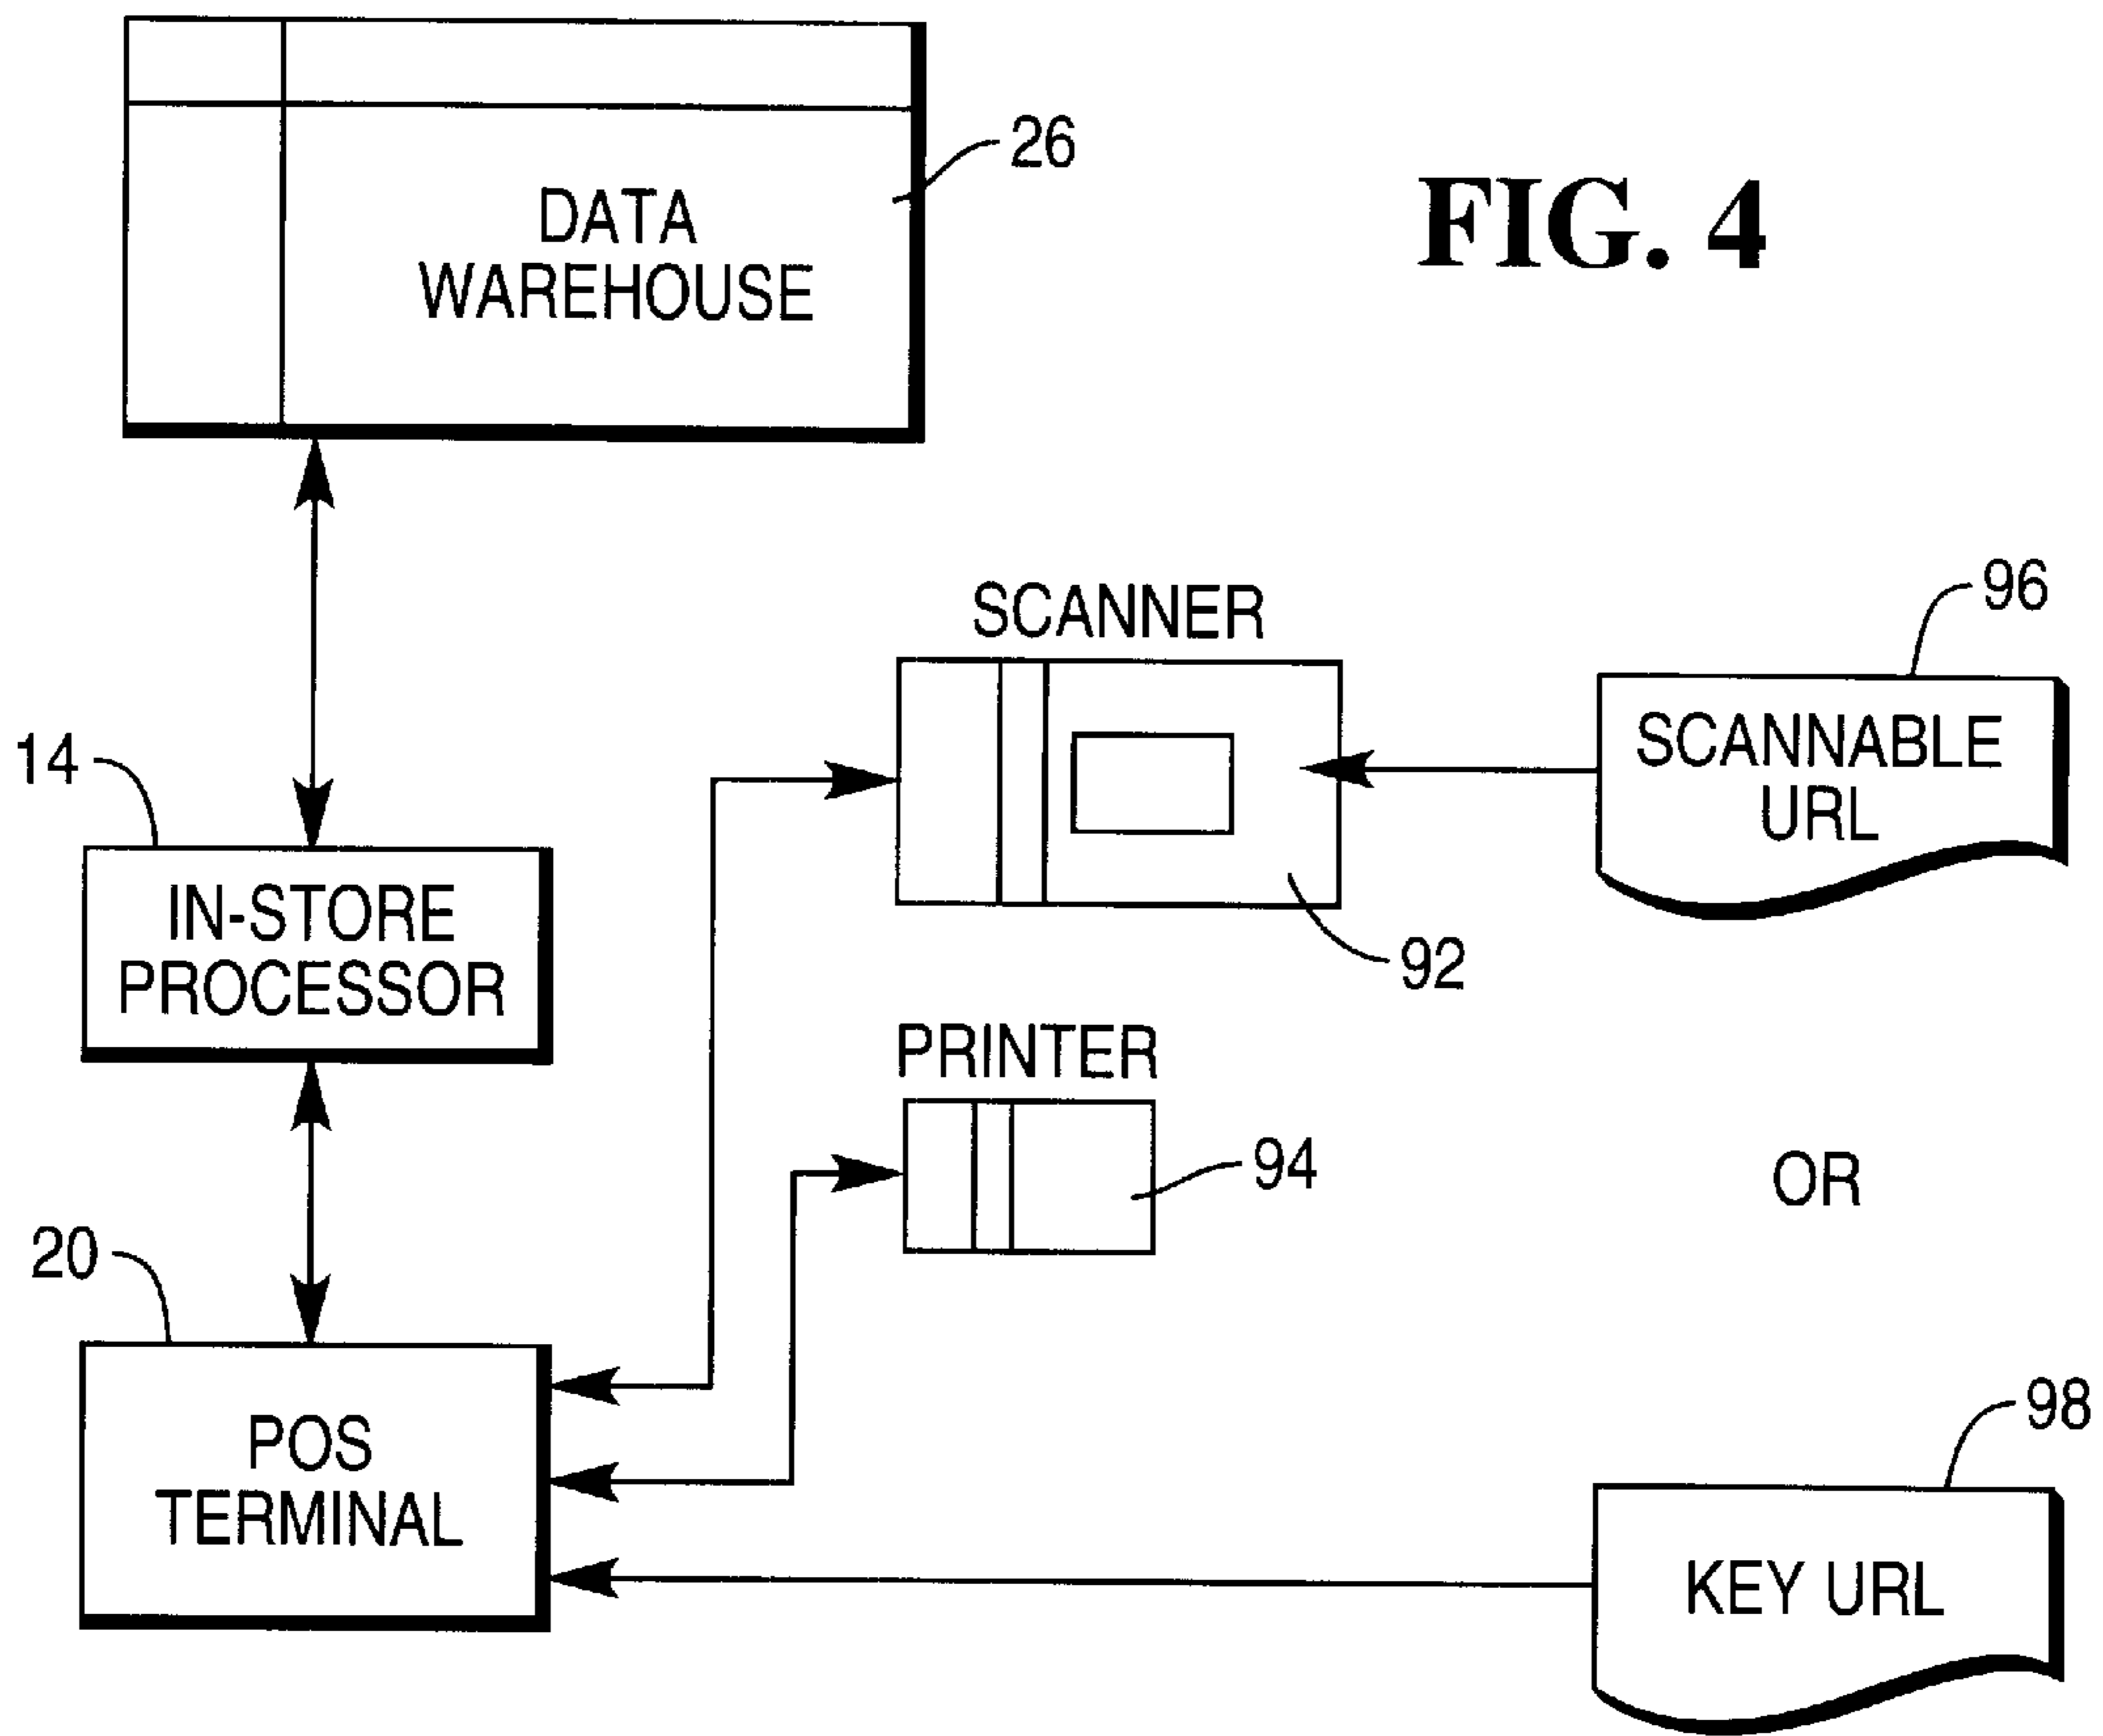 26
DATA
WAREHOUSE
FIG. 4
SCANNER
96
SCANNABLE
URL
14
IN-STORE
PROCESSOR
92
PRINTER
94
OR
20
POS
TERMINAL
98
KEY URL